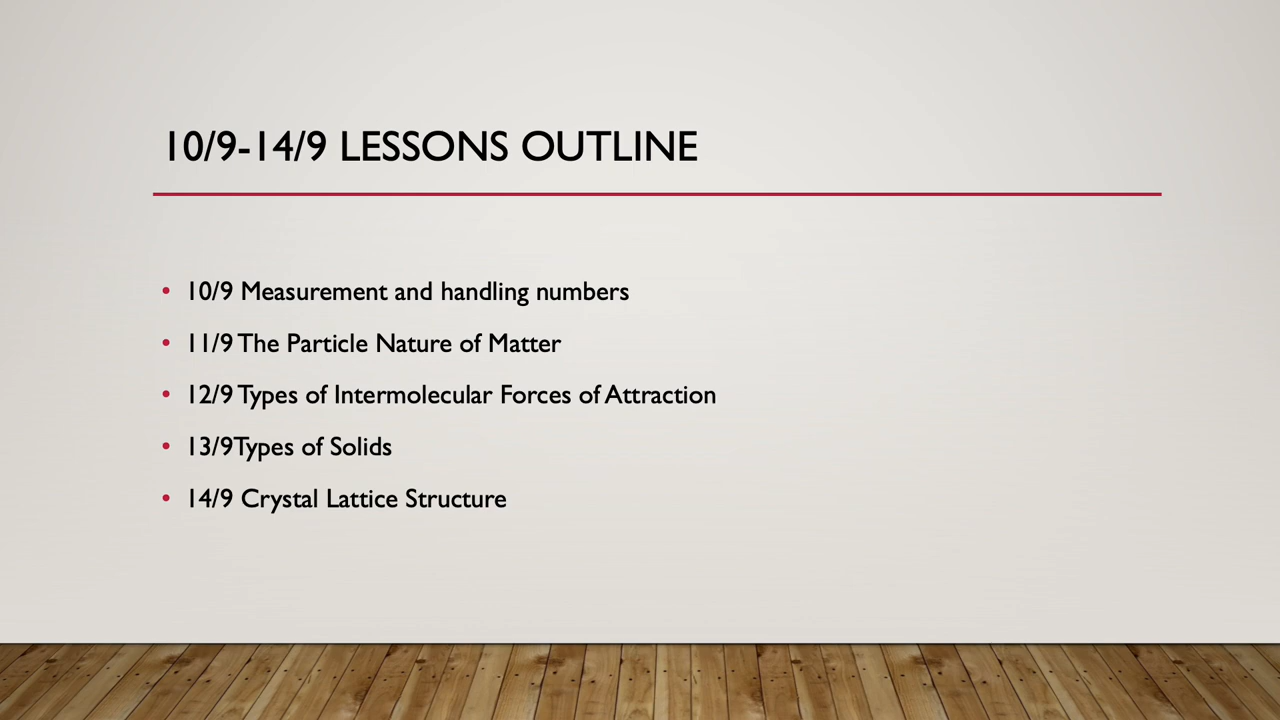 10/9-14/9 LESSONS OUTLINE
• 10/9 Measurement and handling numbers
• 11/9 The Particle Nature of Matter
• 12/9 Types of Intermolecular Forces of Attraction
• 13/9Types of Solids
• 14/9 Crystal Lattice Structure